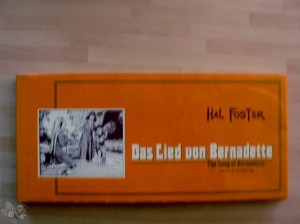 HAL FOSTER
Das Lied von Bernadette
The Song of Bernadette